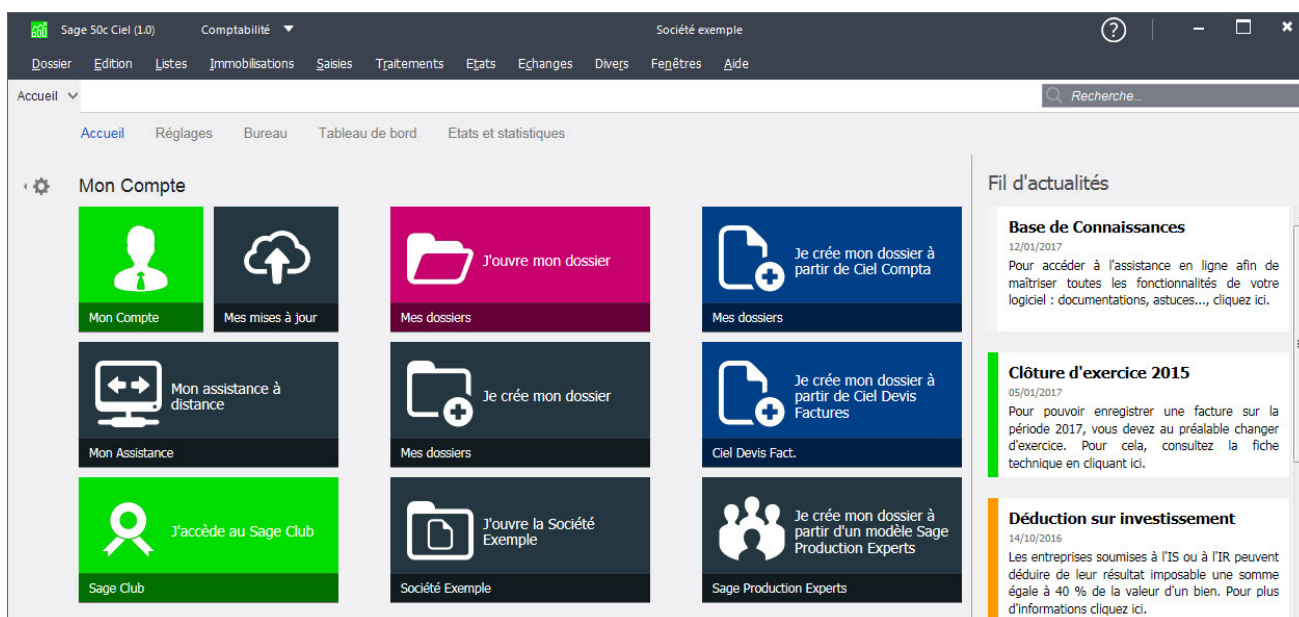 Sage 50c Ciel (1.0) Comptabilité Société exemple
Dossier Edition Listes Immobilisations Saisies Traitements Etats Echanges Divers Fenêtres Aide
Accueil Recherche...
Accueil Réglages Bureau Tableau de bord Etats et statistiques
Mon Compte
Mon Compte
Mes mises à jour
J'ouvre mon dossier
Mes dossiers
Je crée mon dossier à
partir de Ciel Compta
Mes dossiers
Mon assistance à
distance
Mon Assistance
Je crée mon dossier
Mes dossiers
Je crée mon dossier à
partir de Ciel Devis
Factures
Ciel Devis Fact.
J'accède au Sage Club
Sage Club
J'ouvre la Société
Exemple
Société Exemple
Je crée mon dossier à
partir d'un modèle Sage
Production Experts
Sage Production Experts
Fil d'actualités
Base de Connaissances
12/01/2017
Pour accéder à l'assistance en ligne afin de
maîtriser toutes les fonctionnalités de votre
logiciel : documentations, astuces..., cliquez ici.
Clôture d'exercice 2015
05/01/2017
Pour pouvoir enregistrer une facture sur la
période 2017, vous devez au préalable changer
d'exercice. Pour cela, consultez la fiche
technique en cliquant ici.
Déduction sur investissement
14/10/2016
Les entreprises soumises à l'IS ou à l'IR peuvent
déduire de leur résultat imposable une somme
égale à 40 % de la valeur d'un bien. Pour plus
d'informations cliquez ici.